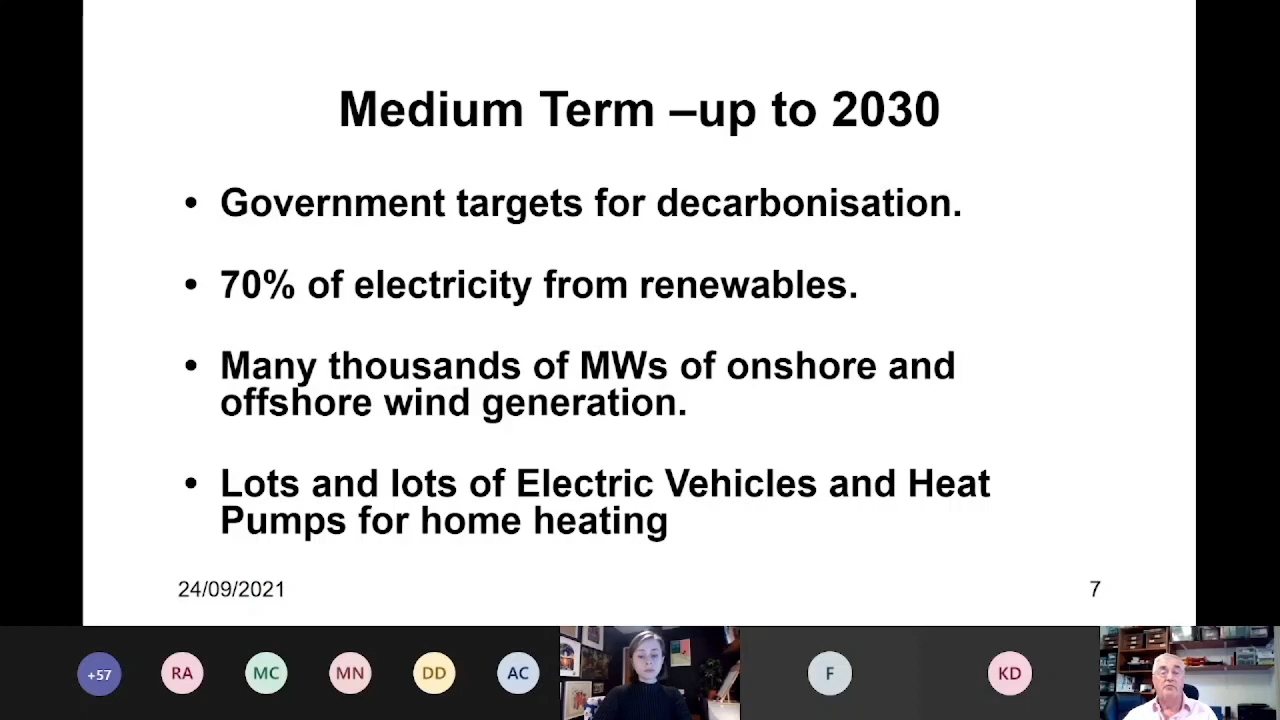 Medium Term –up to 2030
• Government targets for decarbonisation.
• 70% of electricity from renewables.
• Many thousands of MWs of onshore and
offshore wind generation.
• Lots and lots of Electric Vehicles and Heat
Pumps for home heating
24/09/2021
7
+57
RA
MC
MN
DD
AC
F
KD